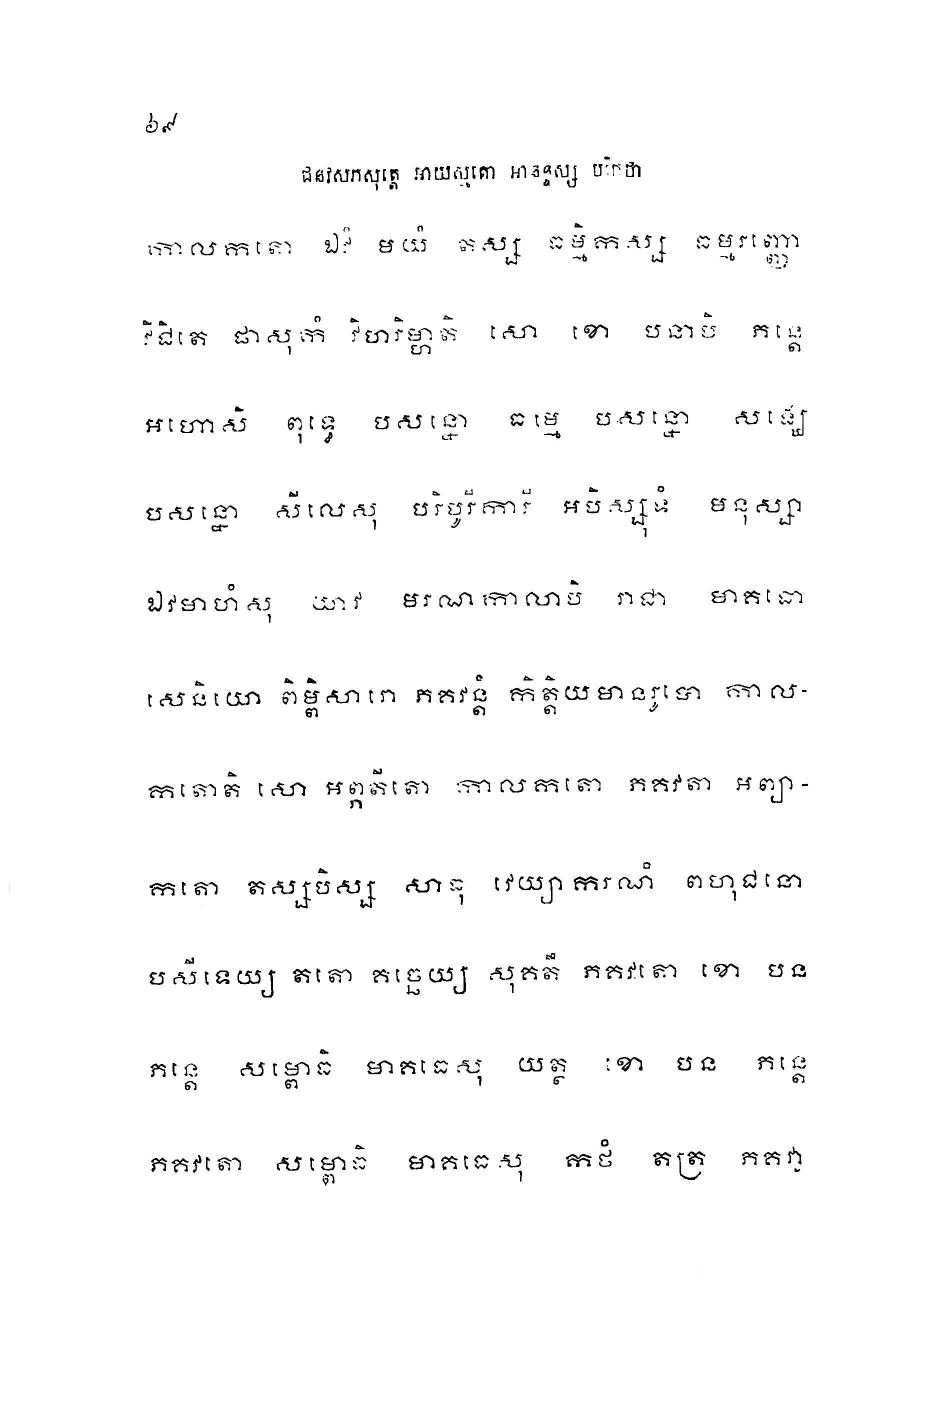 ៦៩
ជនវសភសុត្តេ អាយស្មតោ អានន្ទស្ស បរិកថា
កាលកតោ ឯវំ មយំ តស្ស ធម្មិកស្ស ធម្មរញ្ញោ
វិជិតេ ផាសុកំ វិហរិម្ហាតិ សោ ខោ បនាបិ ភន្តេ
អហោសិ ពុទ្ធេ បសន្នោ ធម្មេ បសន្នោ សង្ឃេ
បសន្នោ សីលេសុ បរិបូរីការី អបិស្សុទំ មនុស្សា
ឯវមាហំសុ យាវ មរណកាលាបិ រាជា មាគធោ
សេនិយោ ពិម្ពិសារោ ភគវន្តំ កិត្តិយមានរូបោ កាល-
កតោតិ សោ អព្ភតីតោ កាលកតោ ភគវតា អព្យា-
កតោ តស្សបិស្ស សាធុ វេយ្យាករណំ ពហុជនោ
បសីទេយ្យ តតោ គច្ឆេយ្យ សុគតឹ ភគវតោ ខោ បន
ភន្តេ សម្ពោធិ មាគធេសុ យត្ថ ខោ បន ភន្តេ
ភគវតោ សម្ពោធិ មាគធេសុ កថំ តត្រ ភគវា